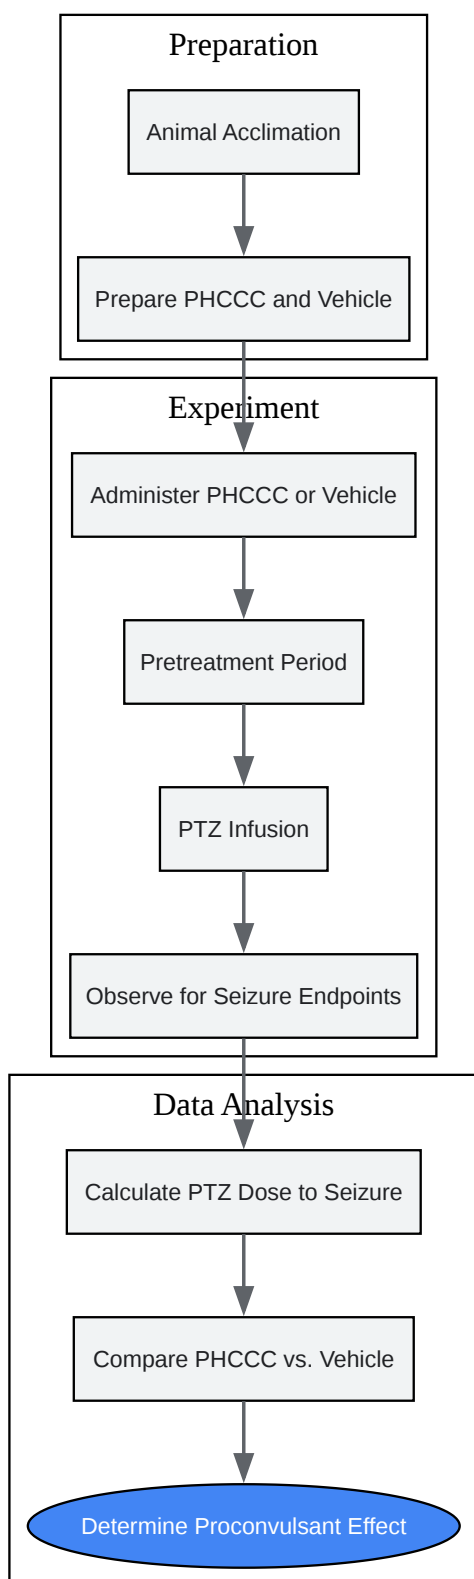 Preparation
Animal Acclimation
Prepare PHCCC and Vehicle
Experiment
Administer PHCCC or Vehicle
Pretreatment Period
PTZ Infusion
Observe for Seizure Endpoints
Data Analysis
Calculate PTZ Dose to Seizure
Compare PHCCC vs. Vehicle
Determine Proconvulsant Effect